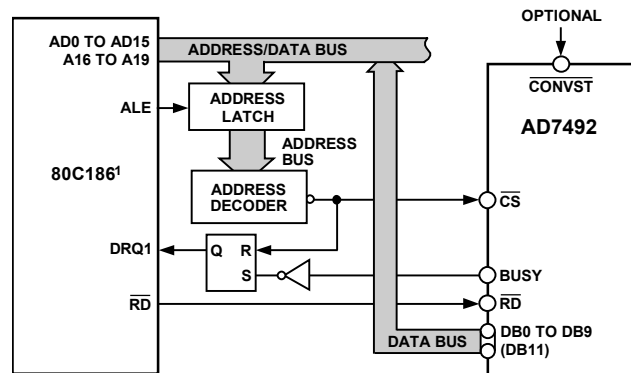 OPTIONAL
AD0 TO AD15
A16 TO A19
ADDRESS/DATA BUS
CONVST
ALE
ADDRESS
LATCH
AD7492
ADDRESS
BUS
80C186¹
ADDRESS
DECODER
CS
DRQ1
Q
R
S
BUSY
RD
RD
DATA BUS
DB0 TO DB9
(DB11)